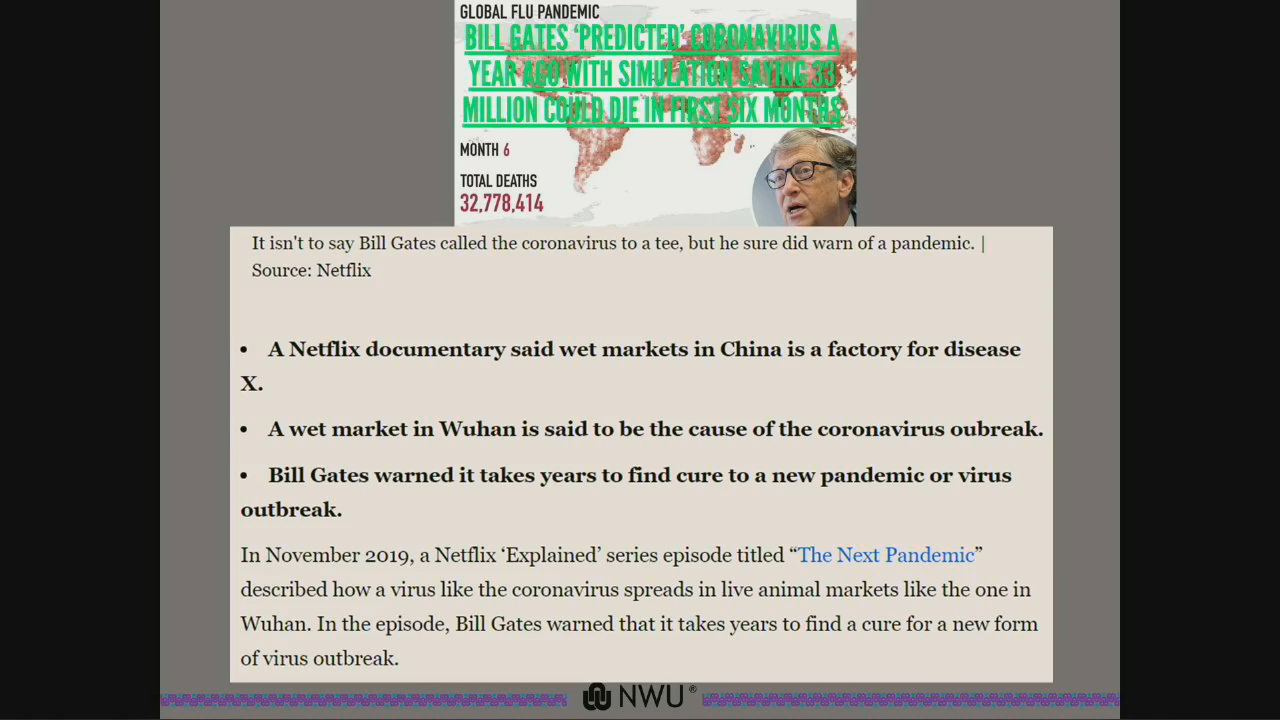 GLOBAL FLU PANDEMIC
BILL GATES ‘PREDICTED’ CORONAVIRUS A
YEAR AGO WITH SIMULATION SAYING 33
MILLION COULD DIE IN FIRST SIX MONTHS
MONTH 6
TOTAL DEATHS
32,778,414
It isn't to say Bill Gates called the coronavirus to a tee, but he sure did warn of a pandemic. |
Source: Netflix
• A Netflix documentary said wet markets in China is a factory for disease
X.
• A wet market in Wuhan is said to be the cause of the coronavirus oubreak.
• Bill Gates warned it takes years to find cure to a new pandemic or virus
outbreak.
In November 2019, a Netflix ‘Explained’ series episode titled “The Next Pandemic”
described how a virus like the coronavirus spreads in live animal markets like the one in
Wuhan. In the episode, Bill Gates warned that it takes years to find a cure for a new form
of virus outbreak.
NWU®